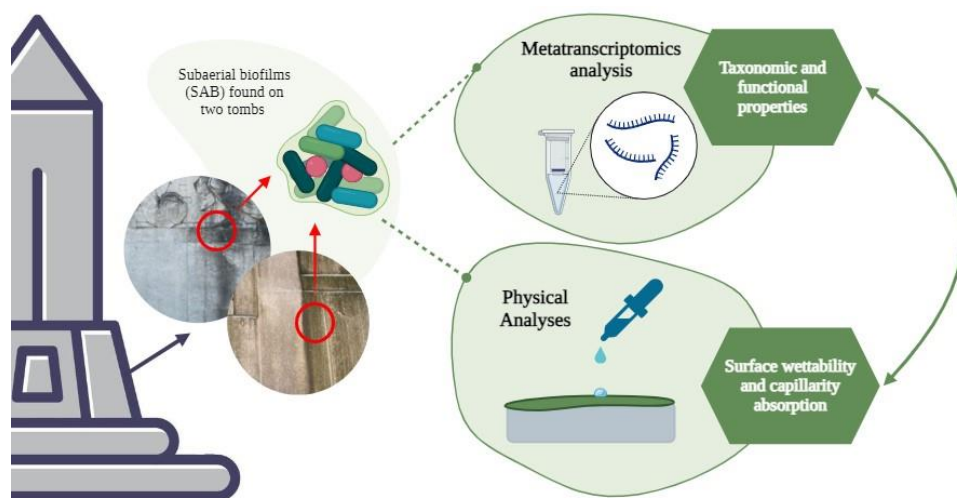 Subaerial biofilms
(SAB) found on
two tombs
Metatranscriptomics
analysis
Taxonomic and
functional
properties
Physical
Analyses
Surface wettability
and capillarity
absorption